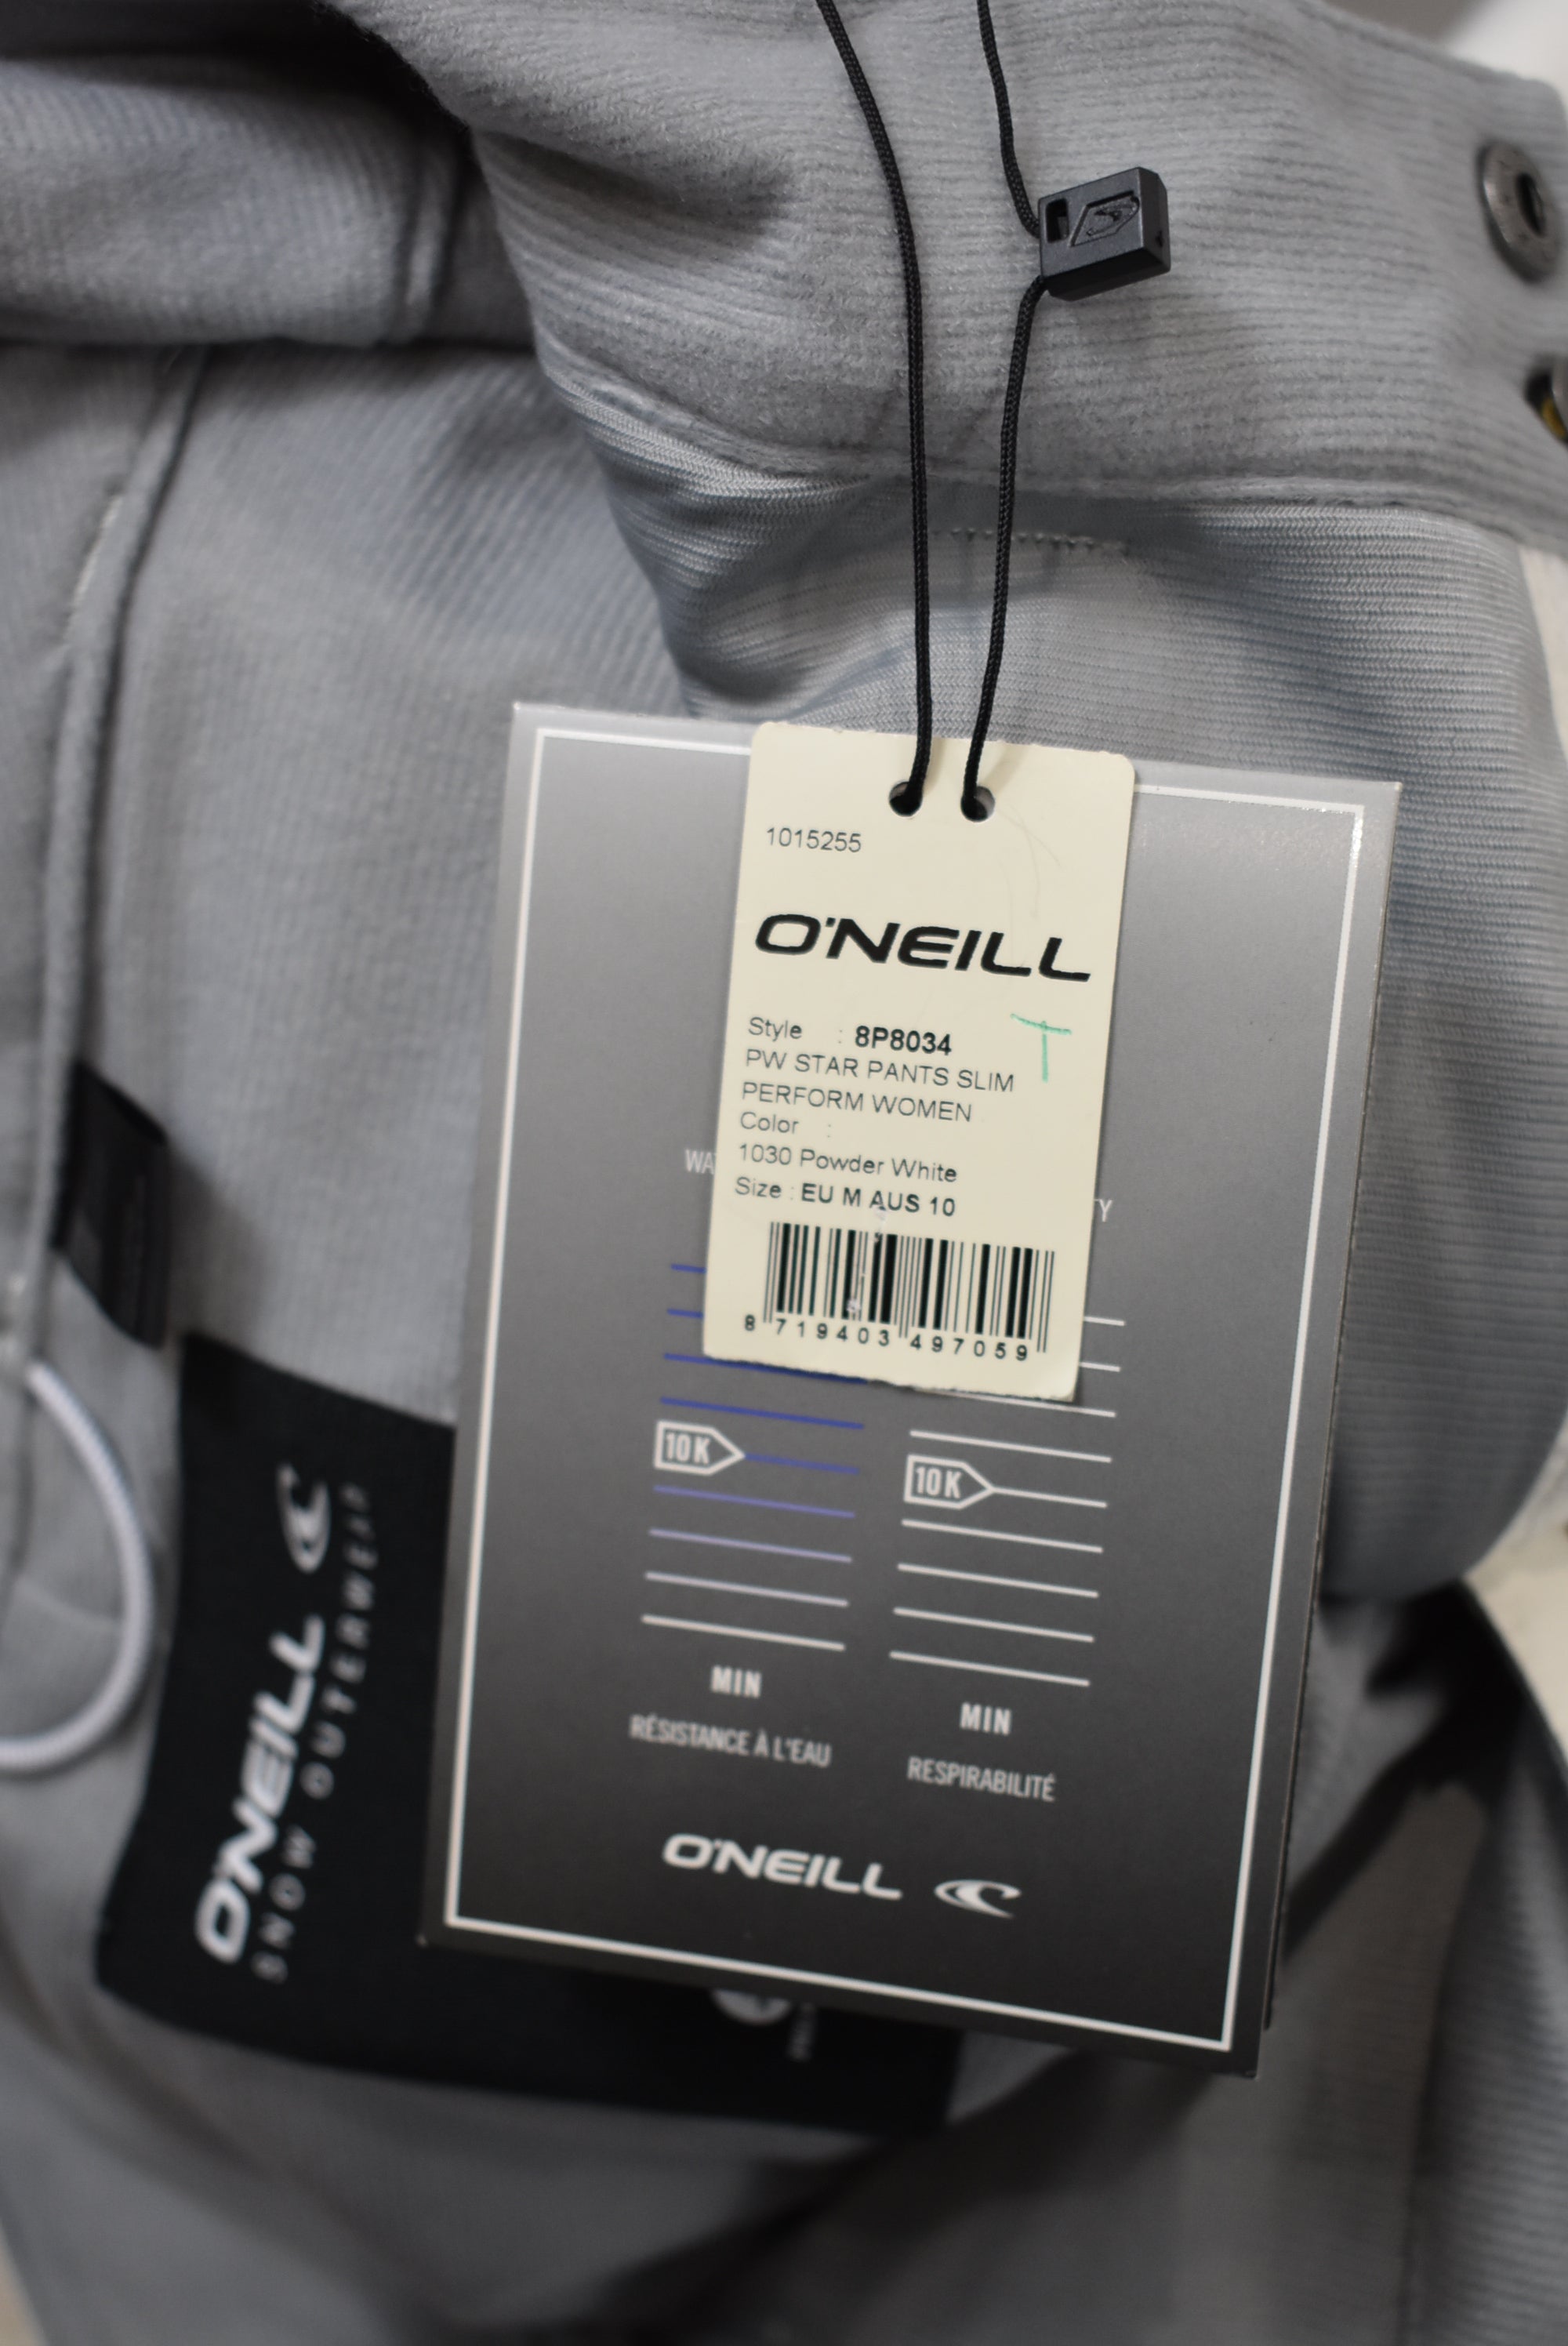 1015255
O'NEILL
Style : 8P8034 T
PW STAR PANTS SLIM
PERFORM WOMEN
Color :
1030 Powder White
Size : EU M AUS 10
8 719403 497059
10K 10K
MIN MIN
RÉSISTANCE À L'EAU RESPIRABILITÉ
O'NEILL
O'NEILL
SNOW OUTERWEAR